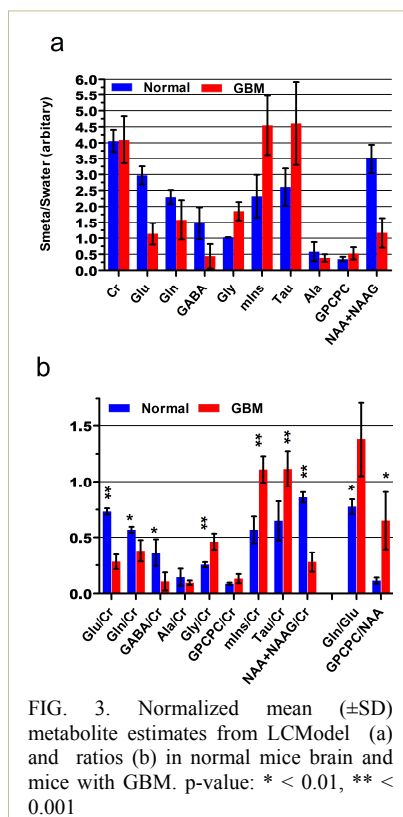 a
Normal GBM
Smeta/Swater (arbitary)
6.0
5.5
5.0
4.5
4.0
3.5
3.0
2.5
2.0
1.5
1.0
0.5
0.0
Cr
Glu
Gln
GABA
Gly
mIns
Tau
Ala
GPCPC
NAA+NAAG
b
Normal GBM
1.5
1.0
0.5
0.0
** * * ** ** ** ** * *
Glu/Cr
Gln/Cr
GABA/Cr
Ala/Cr
Gly/Cr
GPCPC/Cr
mIns/Cr
Tau/Cr
NAA+NAAG/Cr
Gln/Glu
GPCPC/NAA
FIG. 3. Normalized mean (±SD)
metabolite estimates from LCModel (a)
and ratios (b) in normal mice brain and
mice with GBM. p-value: * < 0.01, ** <
0.001